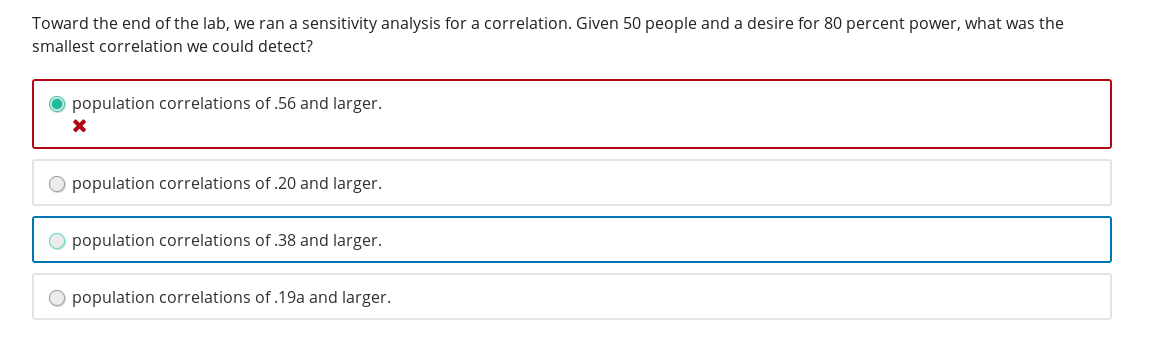 Toward the end of the lab, we ran a sensitivity analysis for a correlation. Given 50 people and a desire for 80 percent power, what was the
smallest correlation we could detect?
population correlations of .56 and larger.
population correlations of .20 and larger.
population correlations of .38 and larger.
population correlations of .19a and larger.